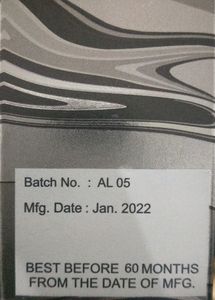 Batch No. : AL 05
Mfg. Date : Jan. 2022
BEST BEFORE 60 MONTHS
FROM THE DATE OF MFG.